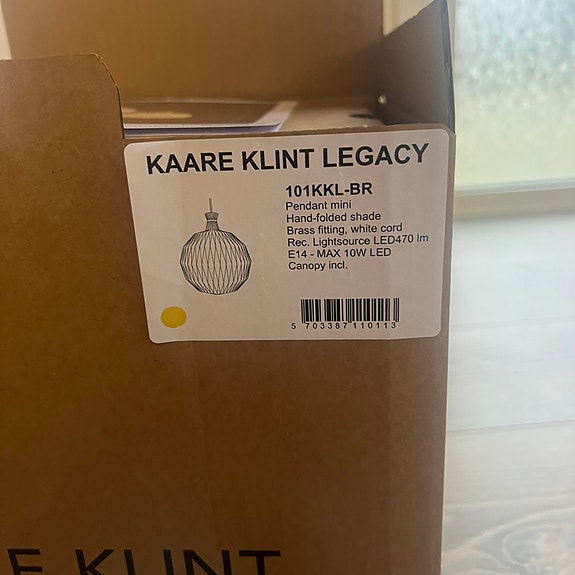 KAARE KLINT LEGACY
101KKL-BR
Pendant mini
Hand-folded shade
Brass fitting, white cord
Rec. Lightsource LED470 lm
E14 - MAX 10W LED
Canopy incl.
5 703387 110113
E KLINT